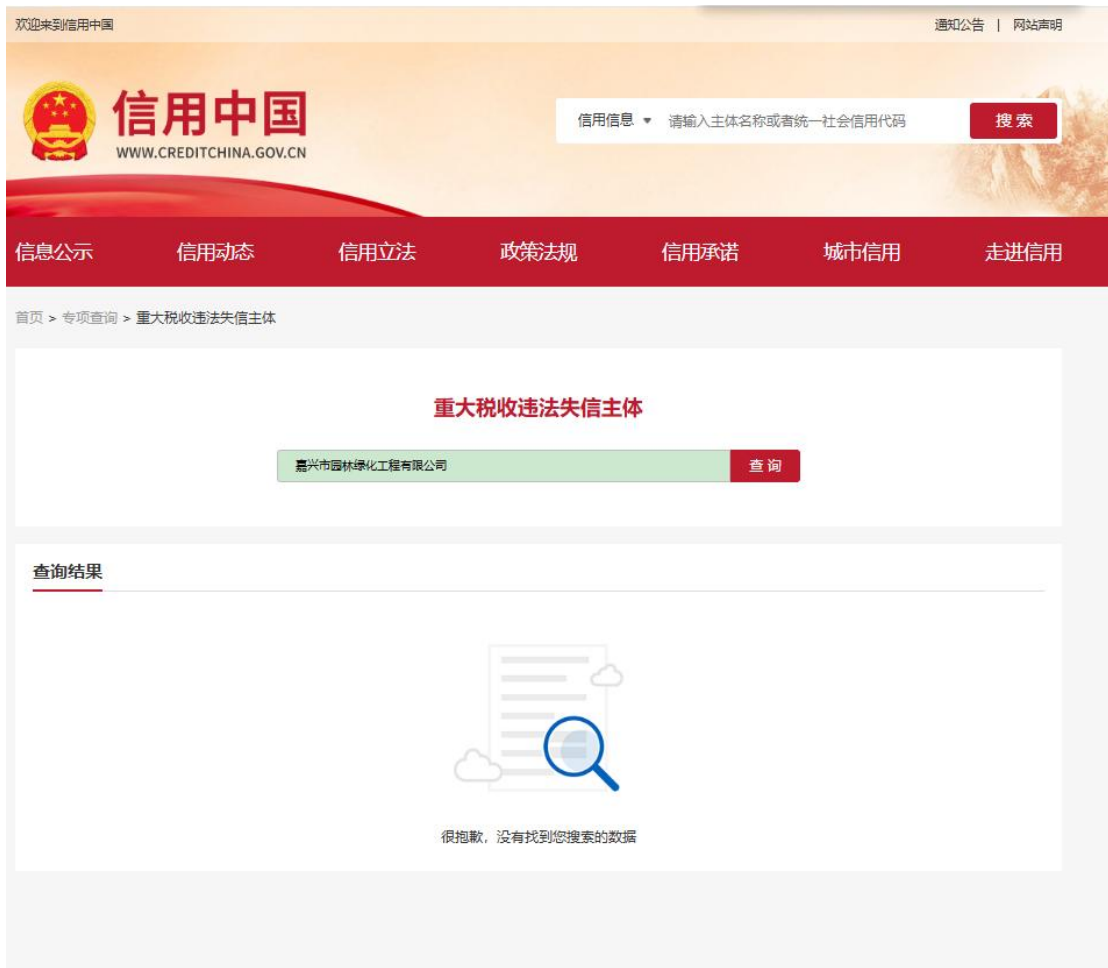 欢迎来到信用中国
通知公告 | 网站声明
信用中国
WWW.CREDITCHINA.GOV.CN
信用信息 请输入主体名称或者统一社会信用代码 搜索
信息公示 信用动态 信用立法 政策法规 信用承诺 城市信用 走进信用
首页 > 专项查询 > 重大税收违法失信主体
重大税收违法失信主体
嘉兴市园林绿化工程有限公司 查询
查询结果
很抱歉，没有找到您搜索的数据